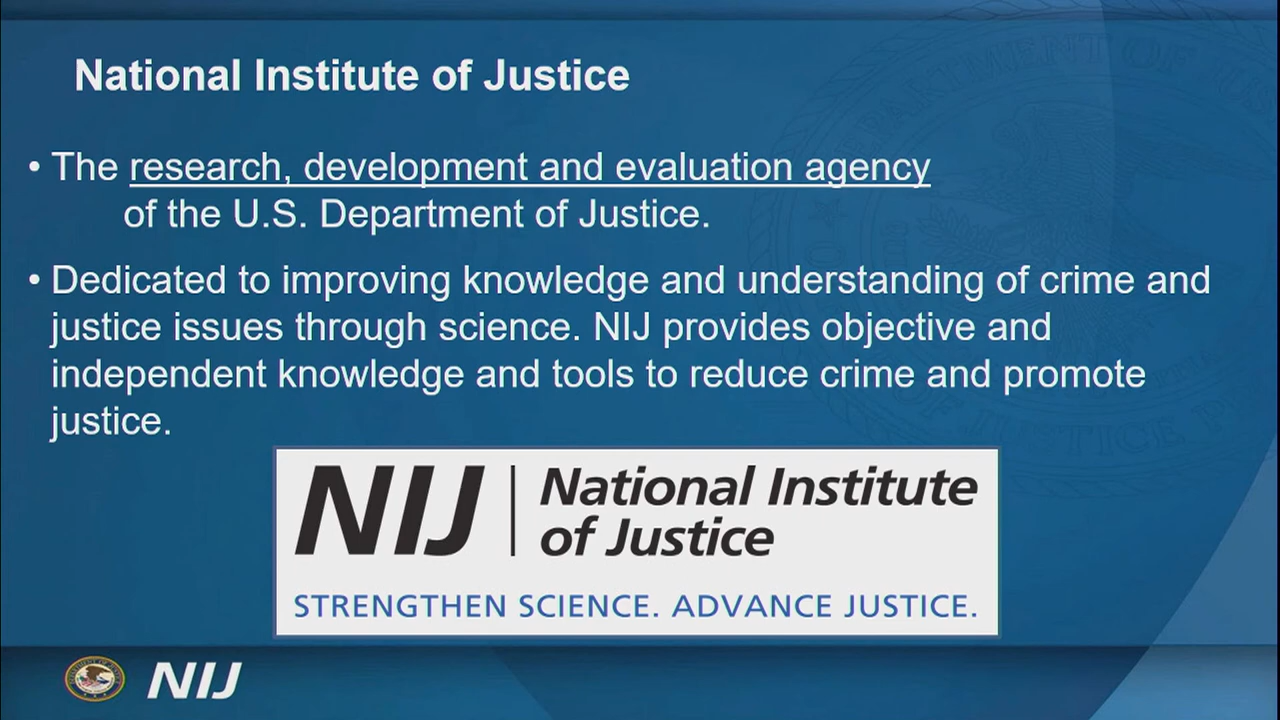 National Institute of Justice
• The research, development and evaluation agency
of the U.S. Department of Justice.
• Dedicated to improving knowledge and understanding of crime and
justice issues through science. NIJ provides objective and
independent knowledge and tools to reduce crime and promote
justice.
NIJ | National Institute
of Justice
STRENGTHEN SCIENCE. ADVANCE JUSTICE.
NIJ